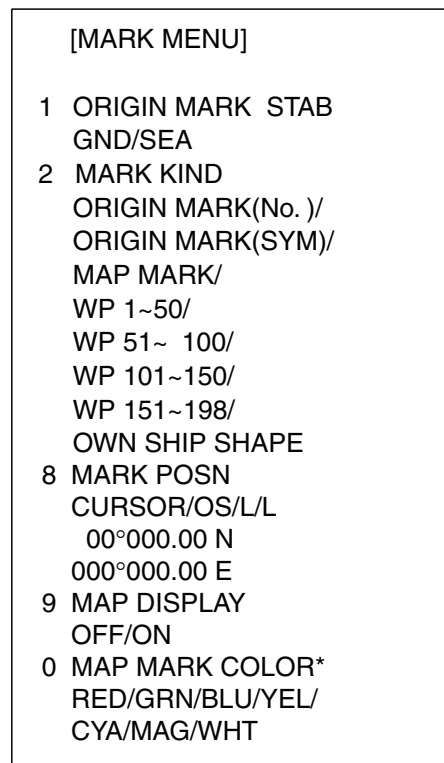 [MARK MENU]
1 ORIGIN MARK STAB
GND/SEA
2 MARK KIND
ORIGIN MARK(No. )/
ORIGIN MARK(SYM)/
MAP MARK/
WP 1~50/
WP 51~ 100/
WP 101~150/
WP 151~198/
OWN SHIP SHAPE
8 MARK POSN
CURSOR/OS/L/L
00°000.00 N
000°000.00 E
9 MAP DISPLAY
OFF/ON
0 MAP MARK COLOR*
RED/GRN/BLU/YEL/
CYA/MAG/WHT